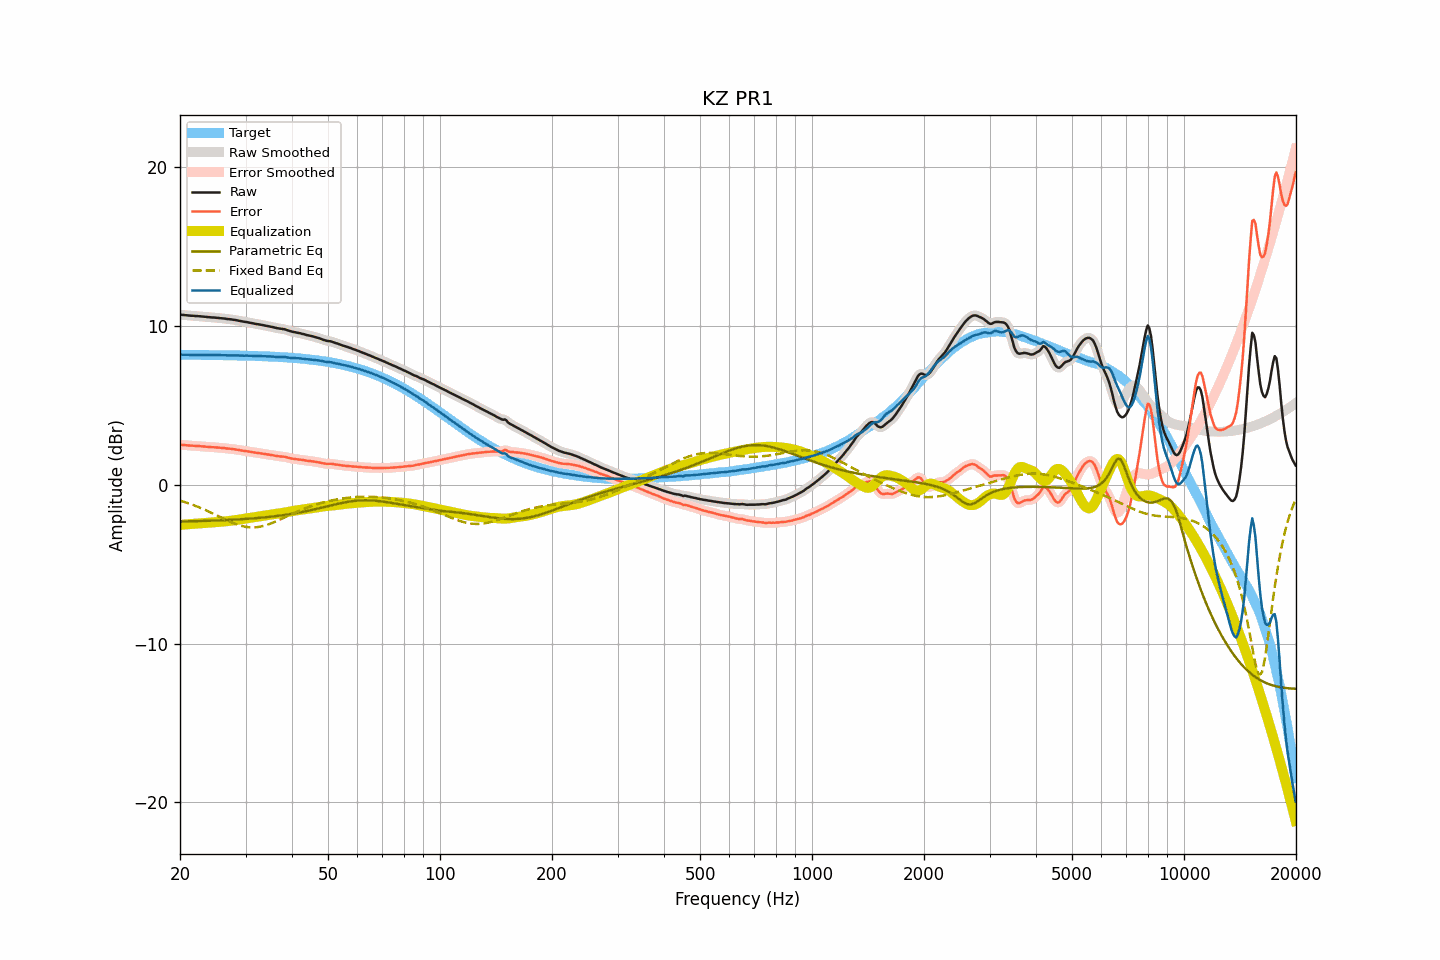 KZ PR1
Target
Raw Smoothed
Error Smoothed
Raw
Error
Equalization
Parametric Eq
Fixed Band Eq
Equalized
20
10
0
−10
−20
Amplitude (dBr)
20
50
100
200
500
1000
2000
5000
10000
20000
Frequency (Hz)